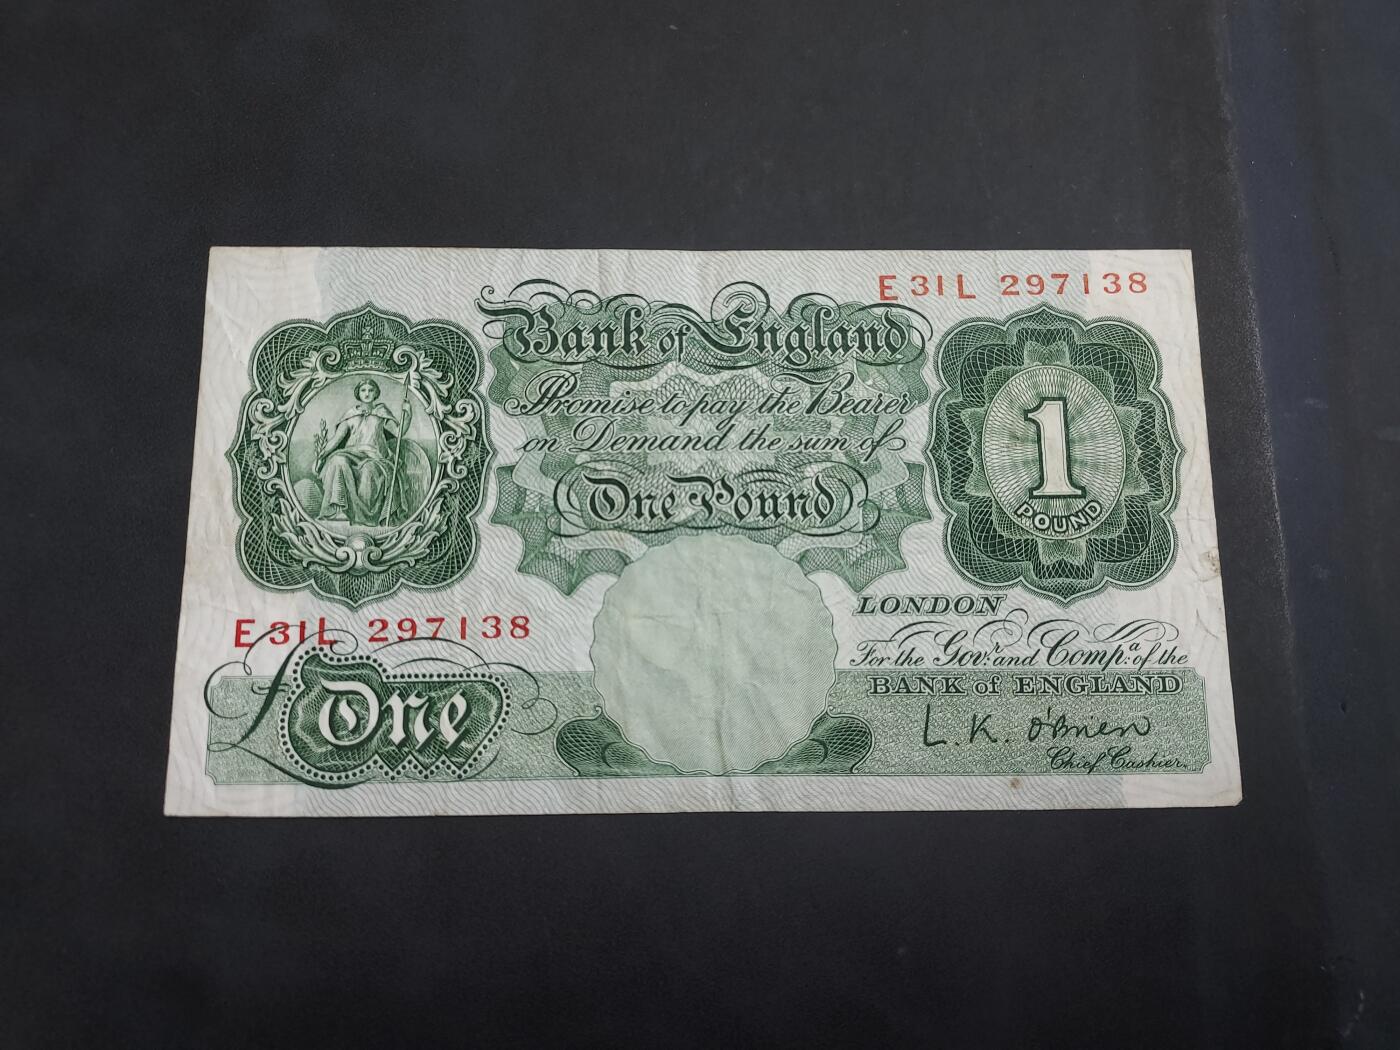 E31L 297138
Bank of England
Promise to pay the Bearer
on Demand the sum of
One Pound
1
POUND
LONDON
For the Govr. and Compa. of the
BANK of ENGLAND
L. K. O'Brien
Chief Cashier.
E31L 297138
£One